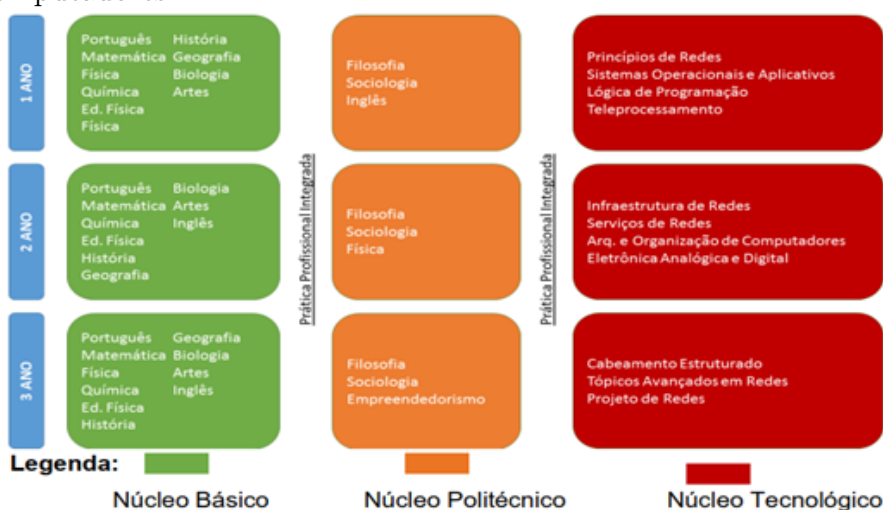 1 ANO
Português História
Matemática Geografia
Física Biologia
Química Artes
Ed. Física
Física
Filosofia
Sociologia
Inglês
Princípios de Redes
Sistemas Operacionais e Aplicativos
Lógica de Programação
Teleprocessamento
2 ANO
Português Biologia
Matemática Artes
Química Inglês
Ed. Física
História
Geografia
Prática Profissional Integrada
Filosofia
Sociologia
Física
Prática Profissional Integrada
Infraestrutura de Redes
Serviços de Redes
Arq. e Organização de Computadores
Eletrônica Analógica e Digital
3 ANO
Português Geografia
Matemática Biologia
Física Artes
Química Inglês
Ed. Física
História
Filosofia
Sociologia
Empreendedorismo
Cabeamento Estruturado
Tópicos Avançados em Redes
Projeto de Redes
Legenda:
Núcleo Básico Núcleo Politécnico Núcleo Tecnológico